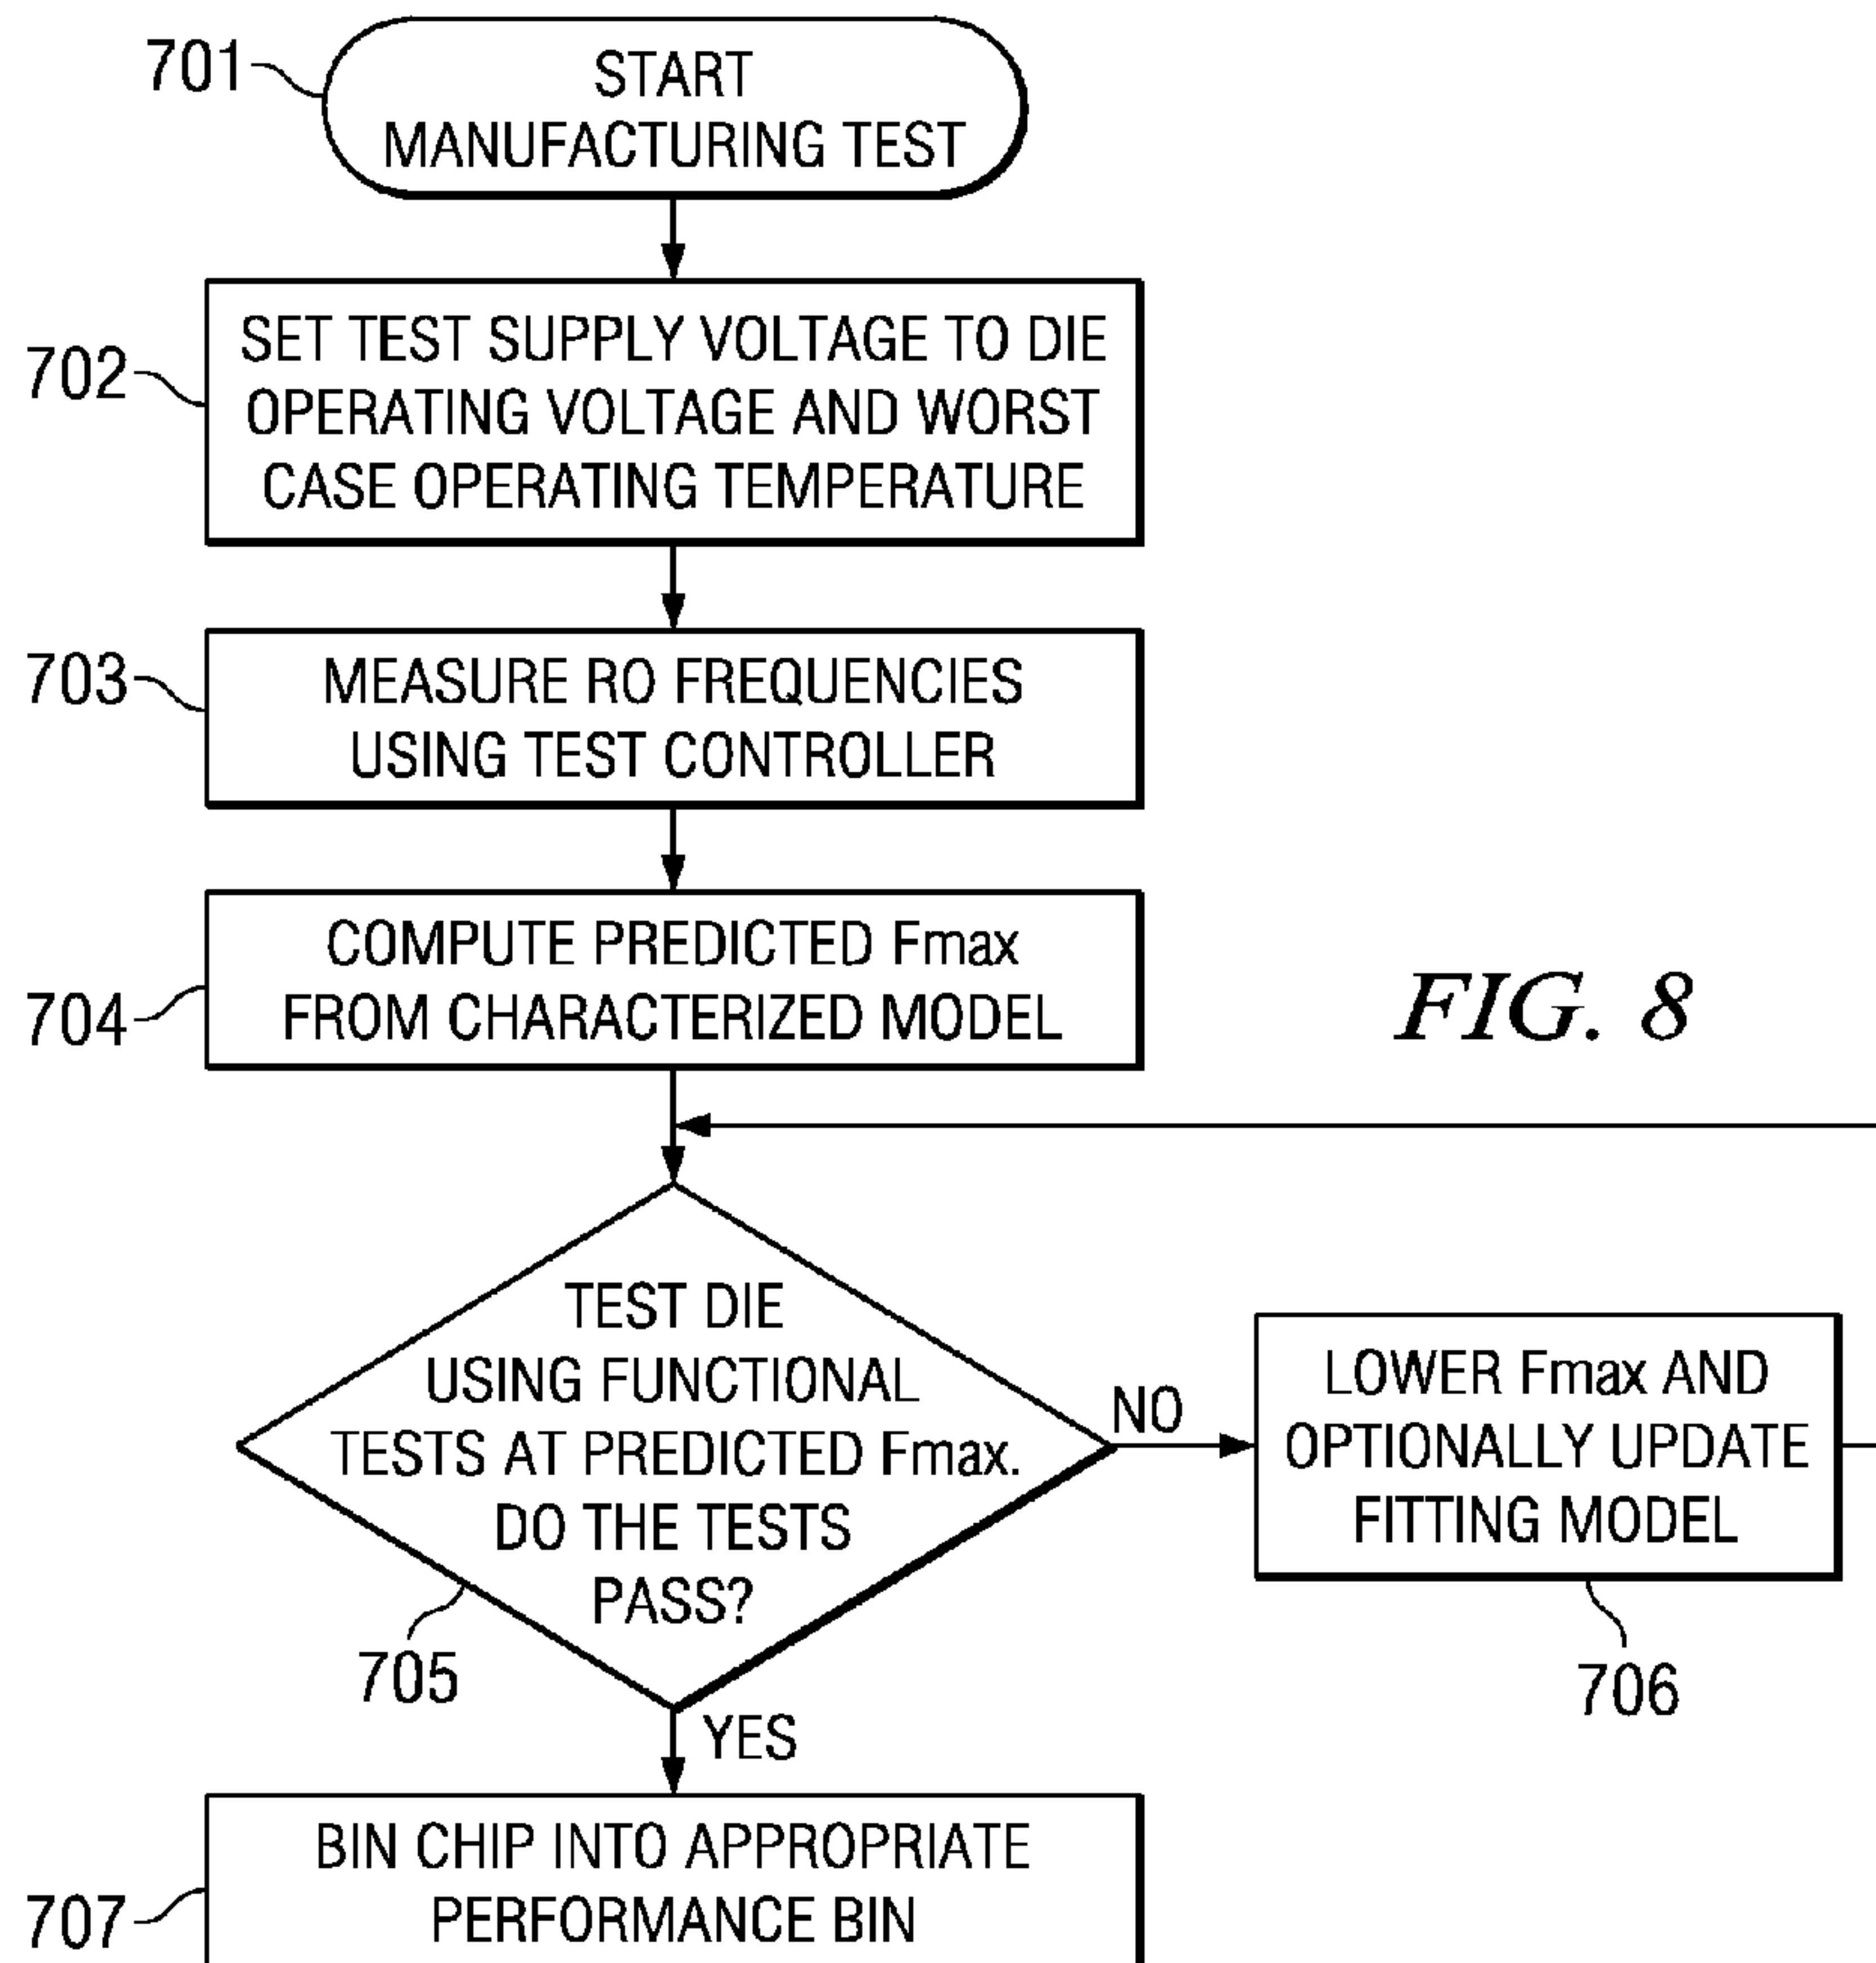 701
START
MANUFACTURING TEST
702
SET TEST SUPPLY VOLTAGE TO DIE
OPERATING VOLTAGE AND WORST
CASE OPERATING TEMPERATURE
703
MEASURE RO FREQUENCIES
USING TEST CONTROLLER
704
COMPUTE PREDICTED Fmax
FROM CHARACTERIZED MODEL
FIG. 8
TEST DIE
USING FUNCTIONAL
TESTS AT PREDICTED Fmax.
DO THE TESTS
PASS?
705
NO
LOWER Fmax AND
OPTIONALLY UPDATE
FITTING MODEL
706
YES
707
BIN CHIP INTO APPROPRIATE
PERFORMANCE BIN